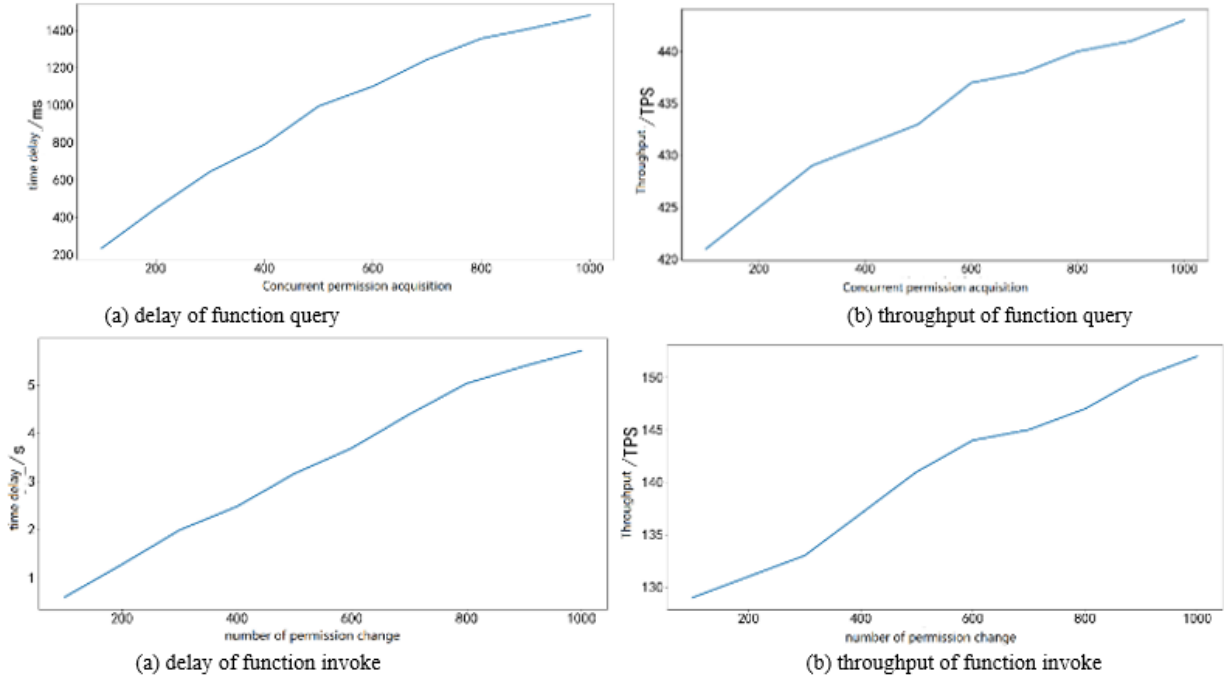 1400
1200
1000
800
600
400
200
time delay /ms
200 400 600 800 1000
Concurrent permission acquisition
(a) delay of function query
440
435
430
425
420
Throughput /TPS
200 400 600 800 1000
Concurrent permission acquisition
(b) throughput of function query
5
4
3
2
1
time delay / s
200 400 600 800 1000
number of permission change
(a) delay of function invoke
150
145
140
135
130
Throughput /TPS
200 400 600 800 1000
number of permission change
(b) throughput of function invoke